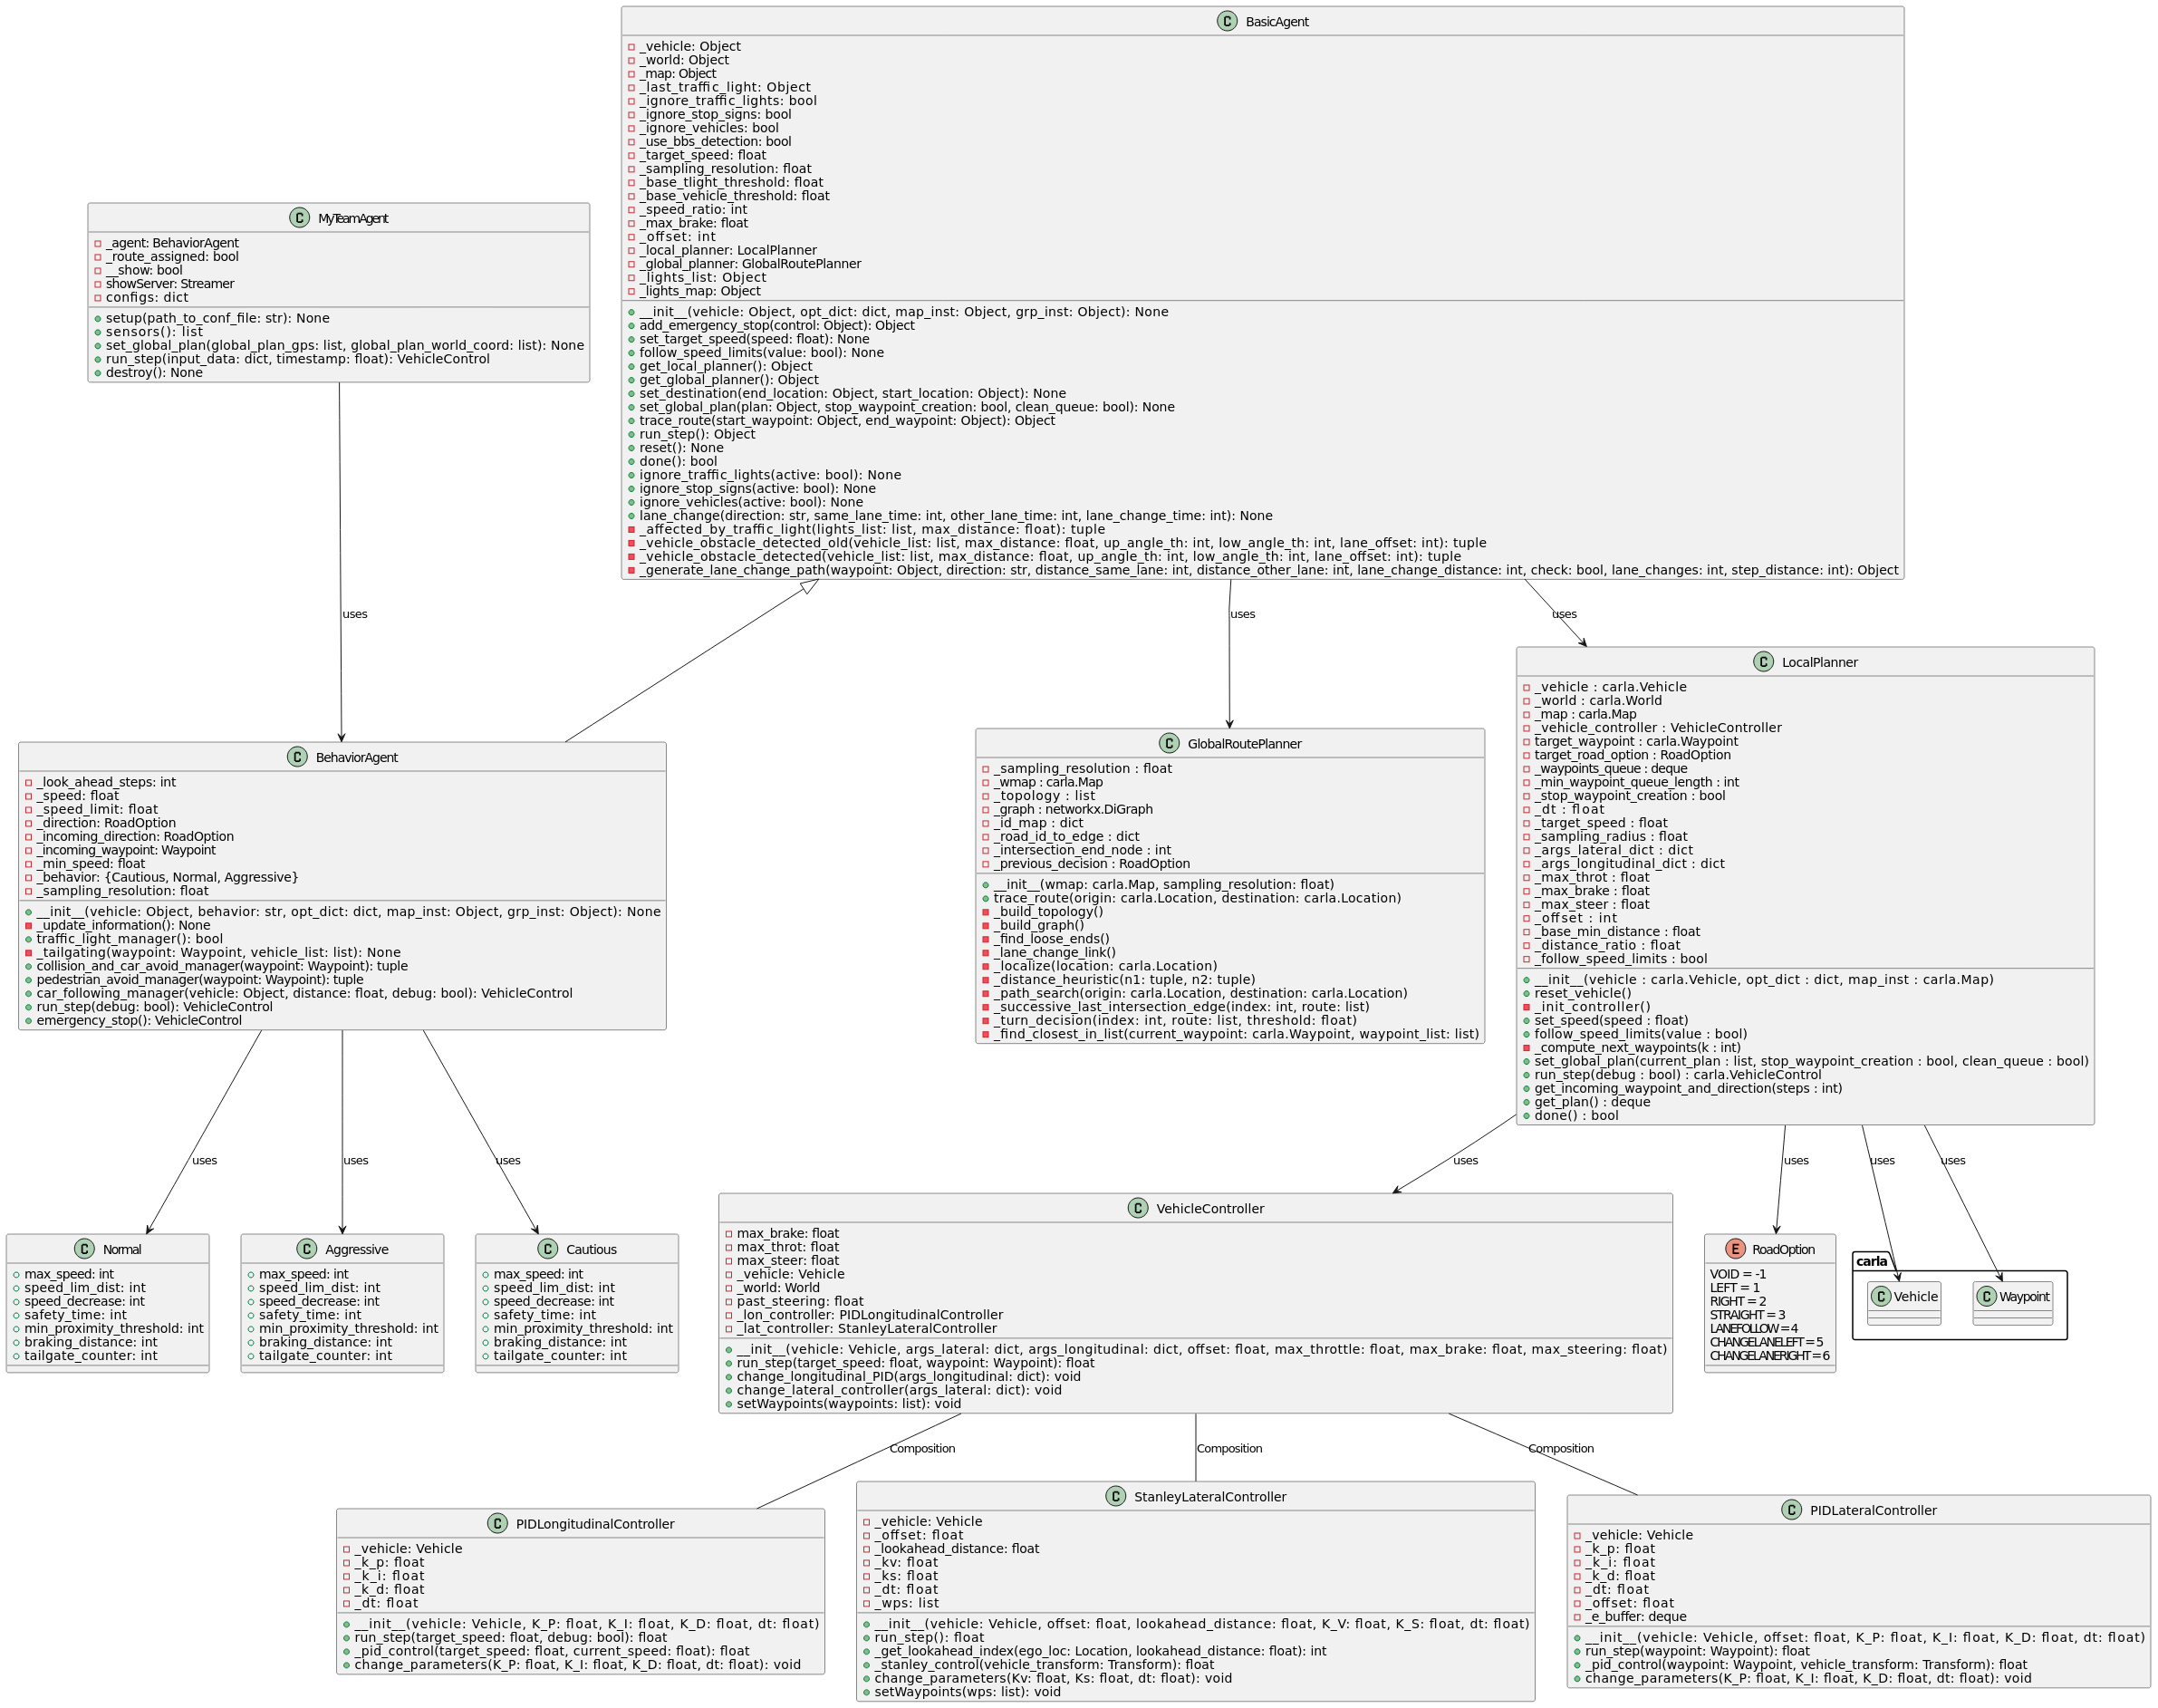 BasicAgent
_vehicle: Object
_world: Object
_map: Object
_last_traffic_light: Object
_ignore_traffic_lights: bool
_ignore_stop_signs: bool
_ignore_vehicles: bool
_use_bbs_detection: bool
_target_speed: float
_sampling_resolution: float
_base_tlight_threshold: float
_base_vehicle_threshold: float
_speed_ratio: int
_max_brake: float
_offset: int
_local_planner: LocalPlanner
_global_planner: GlobalRoutePlanner
_lights_list: Object
_lights_map: Object
__init__(vehicle: Object, opt_dict: dict, map_inst: Object, grp_inst: Object): None
add_emergency_stop(control: Object): Object
set_target_speed(speed: float): None
follow_speed_limits(value: bool): None
get_local_planner(): Object
get_global_planner(): Object
set_destination(end_location: Object, start_location: Object): None
set_global_plan(plan: Object, stop_waypoint_creation: bool, clean_queue: bool): None
trace_route(start_waypoint: Object, end_waypoint: Object): Object
run_step(): Object
reset(): None
done(): bool
ignore_traffic_lights(active: bool): None
ignore_stop_signs(active: bool): None
ignore_vehicles(active: bool): None
lane_change(direction: str, same_lane_time: int, other_lane_time: int, lane_change_time: int): None
_affected_by_traffic_light(lights_list: list, max_distance: float): tuple
_vehicle_obstacle_detected_old(vehicle_list: list, max_distance: float, up_angle_th: int, low_angle_th: int, lane_offset: int): tuple
_vehicle_obstacle_detected(vehicle_list: list, max_distance: float, up_angle_th: int, low_angle_th: int, lane_offset: int): tuple
_generate_lane_change_path(waypoint: Object, direction: str, distance_same_lane: int, distance_other_lane: int, lane_change_distance: int, check: bool, lane_changes: int, step_distance: int): Object
MyTeamAgent
_agent: BehaviorAgent
_route_assigned: bool
__show: bool
showServer: Streamer
configs: dict
setup(path_to_conf_file: str): None
sensors(): list
set_global_plan(global_plan_gps: list, global_plan_world_coord: list): None
run_step(input_data: dict, timestamp: float): VehicleControl
destroy(): None
uses
uses
uses
BehaviorAgent
_look_ahead_steps: int
_speed: float
_speed_limit: float
_direction: RoadOption
_incoming_direction: RoadOption
_incoming_waypoint: Waypoint
_min_speed: float
_behavior: {Cautious, Normal, Aggressive}
_sampling_resolution: float
__init__(vehicle: Object, behavior: str, opt_dict: dict, map_inst: Object, grp_inst: Object): None
_update_information(): None
traffic_light_manager(): bool
_tailgating(waypoint: Waypoint, vehicle_list: list): None
collision_and_car_avoid_manager(waypoint: Waypoint): tuple
pedestrian_avoid_manager(waypoint: Waypoint): tuple
car_following_manager(vehicle: Object, distance: float, debug: bool): VehicleControl
run_step(debug: bool): VehicleControl
emergency_stop(): VehicleControl
GlobalRoutePlanner
_sampling_resolution : float
_wmap : carla.Map
_topology : list
_graph : networkx.DiGraph
_id_map : dict
_road_id_to_edge : dict
_intersection_end_node : int
_previous_decision : RoadOption
__init__(wmap: carla.Map, sampling_resolution: float)
trace_route(origin: carla.Location, destination: carla.Location)
_build_topology()
_build_graph()
_find_loose_ends()
_lane_change_link()
_localize(location: carla.Location)
_distance_heuristic(n1: tuple, n2: tuple)
_path_search(origin: carla.Location, destination: carla.Location)
_successive_last_intersection_edge(index: int, route: list)
_turn_decision(index: int, route: list, threshold: float)
_find_closest_in_list(current_waypoint: carla.Waypoint, waypoint_list: list)
LocalPlanner
_vehicle : carla.Vehicle
_world : carla.World
_map : carla.Map
_vehicle_controller : VehicleController
target_waypoint : carla.Waypoint
target_road_option : RoadOption
_waypoints_queue : deque
_min_waypoint_queue_length : int
_stop_waypoint_creation : bool
_dt : float
_target_speed : float
_sampling_radius : float
_args_lateral_dict : dict
_args_longitudinal_dict : dict
_max_throt : float
_max_brake : float
_max_steer : float
_offset : int
_base_min_distance : float
_distance_ratio : float
_follow_speed_limits : bool
__init__(vehicle : carla.Vehicle, opt_dict : dict, map_inst : carla.Map)
reset_vehicle()
_init_controller()
set_speed(speed : float)
follow_speed_limits(value : bool)
_compute_next_waypoints(k : int)
set_global_plan(current_plan : list, stop_waypoint_creation : bool, clean_queue : bool)
run_step(debug : bool) : carla.VehicleControl
get_incoming_waypoint_and_direction(steps : int)
get_plan() : deque
done() : bool
uses
uses
uses
uses
uses
uses
uses
Normal
max_speed: int
speed_lim_dist: int
speed_decrease: int
safety_time: int
min_proximity_threshold: int
braking_distance: int
tailgate_counter: int
Aggressive
max_speed: int
speed_lim_dist: int
speed_decrease: int
safety_time: int
min_proximity_threshold: int
braking_distance: int
tailgate_counter: int
Cautious
max_speed: int
speed_lim_dist: int
speed_decrease: int
safety_time: int
min_proximity_threshold: int
braking_distance: int
tailgate_counter: int
VehicleController
max_brake: float
max_throt: float
max_steer: float
_vehicle: Vehicle
_world: World
past_steering: float
_lon_controller: PIDLongitudinalController
_lat_controller: StanleyLateralController
__init__(vehicle: Vehicle, args_lateral: dict, args_longitudinal: dict, offset: float, max_throttle: float, max_brake: float, max_steering: float)
run_step(target_speed: float, waypoint: Waypoint): float
change_longitudinal_PID(args_longitudinal: dict): void
change_lateral_controller(args_lateral: dict): void
setWaypoints(waypoints: list): void
RoadOption
VOID = -1
LEFT = 1
RIGHT = 2
STRAIGHT = 3
LANEFOLLOW = 4
CHANGELANELEFT = 5
CHANGELANERIGHT = 6
carla
Vehicle
Waypoint
Composition
Composition
Composition
PIDLongitudinalController
_vehicle: Vehicle
_k_p: float
_k_i: float
_k_d: float
_dt: float
__init__(vehicle: Vehicle, K_P: float, K_I: float, K_D: float, dt: float)
run_step(target_speed: float, debug: bool): float
_pid_control(target_speed: float, current_speed: float): float
change_parameters(K_P: float, K_I: float, K_D: float, dt: float): void
StanleyLateralController
_vehicle: Vehicle
_offset: float
_lookahead_distance: float
_kv: float
_ks: float
_dt: float
_wps: list
__init__(vehicle: Vehicle, offset: float, lookahead_distance: float, K_V: float, K_S: float, dt: float)
run_step(): float
_get_lookahead_index(ego_loc: Location, lookahead_distance: float): int
_stanley_control(vehicle_transform: Transform): float
change_parameters(Kv: float, Ks: float, dt: float): void
setWaypoints(wps: list): void
PIDLateralController
_vehicle: Vehicle
_k_p: float
_k_i: float
_k_d: float
_dt: float
_offset: float
_e_buffer: deque
__init__(vehicle: Vehicle, offset: float, K_P: float, K_I: float, K_D: float, dt: float)
run_step(waypoint: Waypoint): float
_pid_control(waypoint: Waypoint, vehicle_transform: Transform): float
change_parameters(K_P: float, K_I: float, K_D: float, dt: float): void